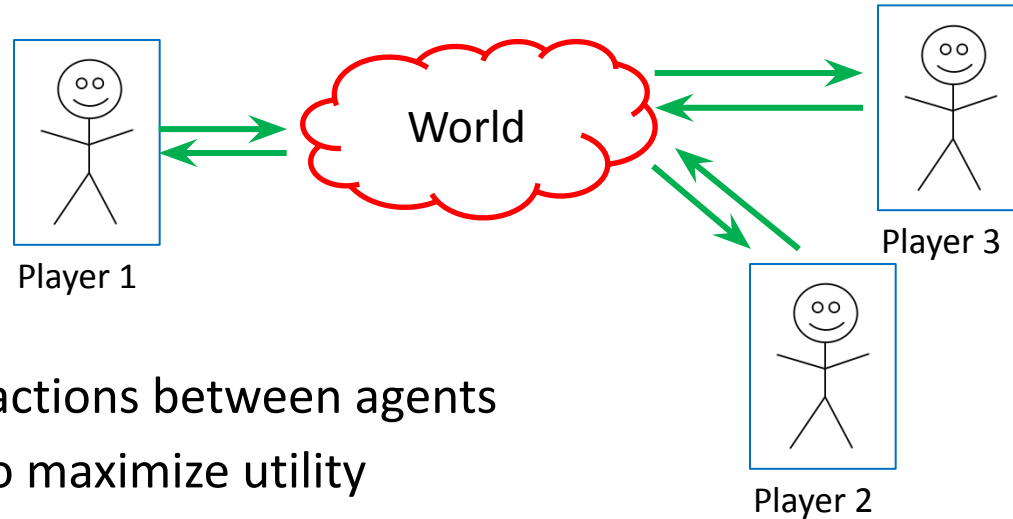 World
Player 1
Player 3
actions between agents
o maximize utility
Player 2